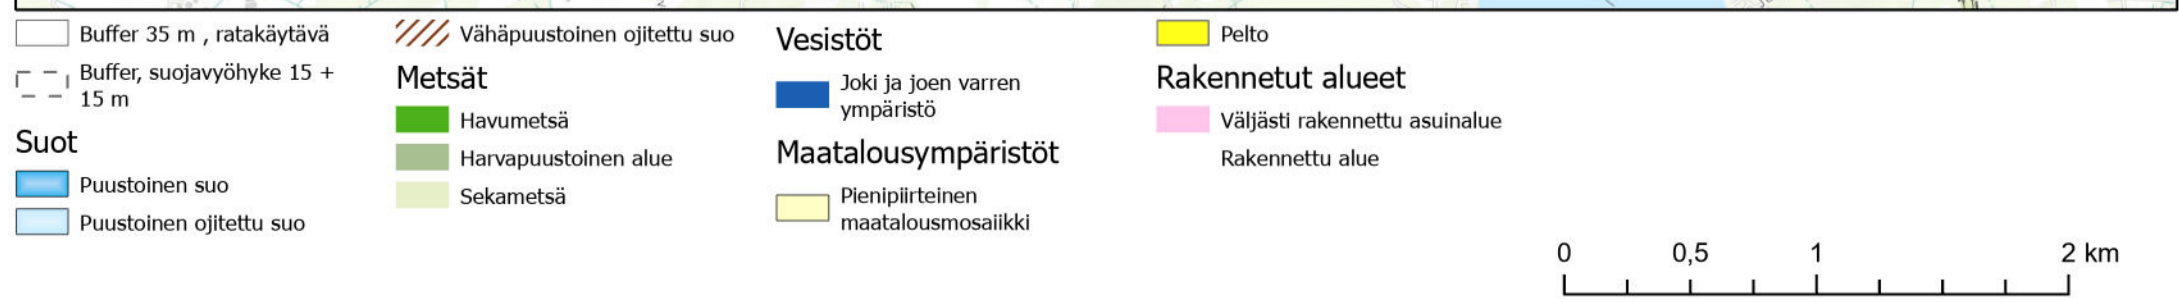 Buffer 35 m , ratakäytävä
Buffer, suojavyöhyke 15 +
15 m
Suot
Puustoinen suo
Puustoinen ojitettu suo
Vähäpuustoinen ojitettu suo
Metsät
Havumetsä
Harvapuustoinen alue
Sekametsä
Vesistöt
Joki ja joen varren
ympäristö
Maatalousympäristöt
Pienipiirteinen
maatalousmosaiikki
Pelto
Rakennetut alueet
Väljästi rakennettu asuinalue
Rakennettu alue
0 0,5 1 2 km